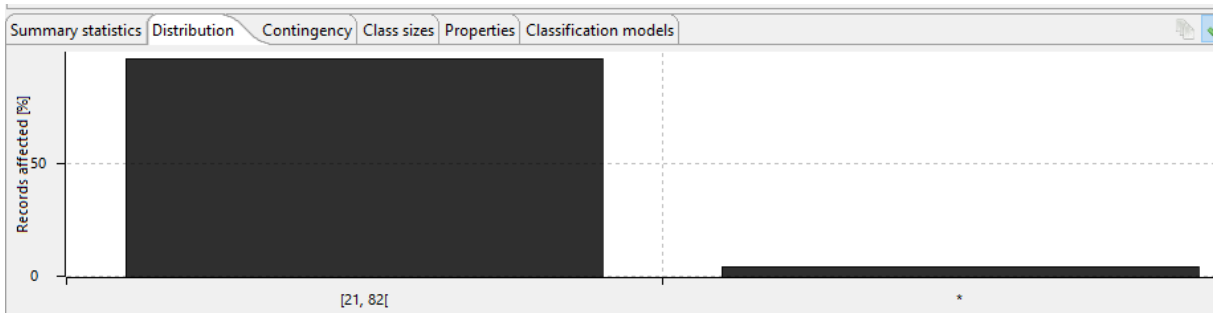 Summary statistics Distribution Contingency Class sizes Properties Classification models
Records affected [%]
50
0
[21, 82[ *